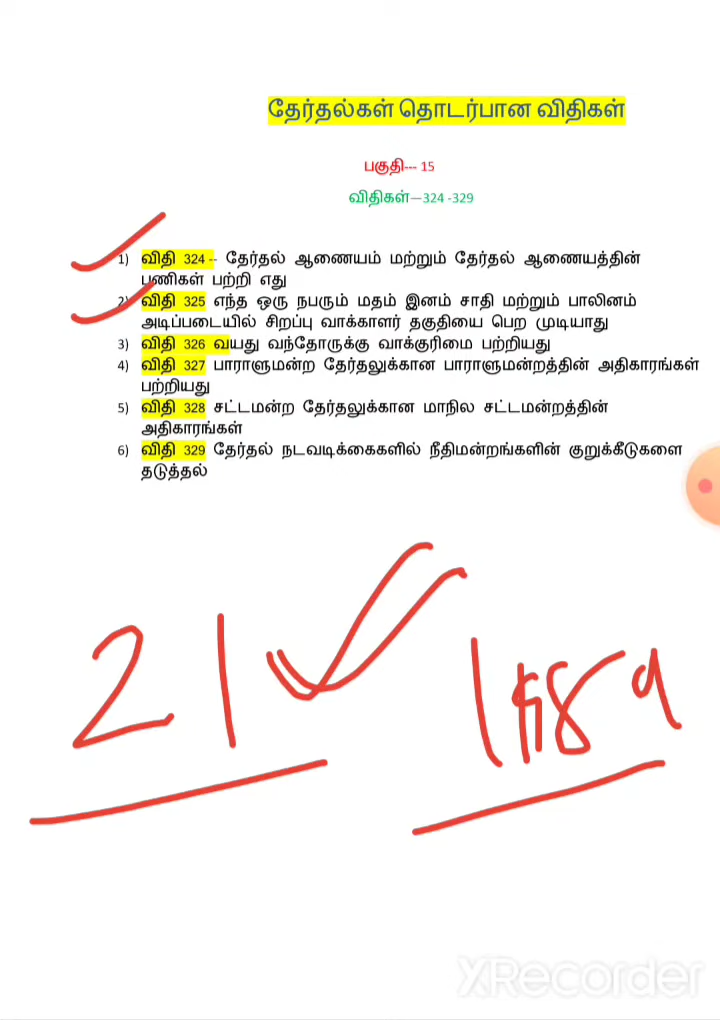 தேர்தல்கள் தொடர்பான விதிகள்
பகுதி--- 15
விதிகள்—324 -329
1) விதி 324 -- தேர்தல் ஆணையம் மற்றும் தேர்தல் ஆணையத்தின்
பணிகள் பற்றி எது
2) விதி 325 எந்த ஒரு நபரும் மதம் இனம் சாதி மற்றும் பாலினம்
அடிப்படையில் சிறப்பு வாக்காளர் தகுதியை பெற முடியாது
3) விதி 326 வயது வந்தோருக்கு வாக்குரிமை பற்றியது
4) விதி 327 பாராளுமன்ற தேர்தலுக்கான பாராளுமன்றத்தின் அதிகாரங்கள்
பற்றியது
5) விதி 328 சட்டமன்ற தேர்தலுக்கான மாநில சட்டமன்றத்தின்
அதிகாரங்கள்
6) விதி 329 தேர்தல் நடவடிக்கைகளில் நீதிமன்றங்களின் குறுக்கீடுகளை
தடுத்தல்
21
XRecorder